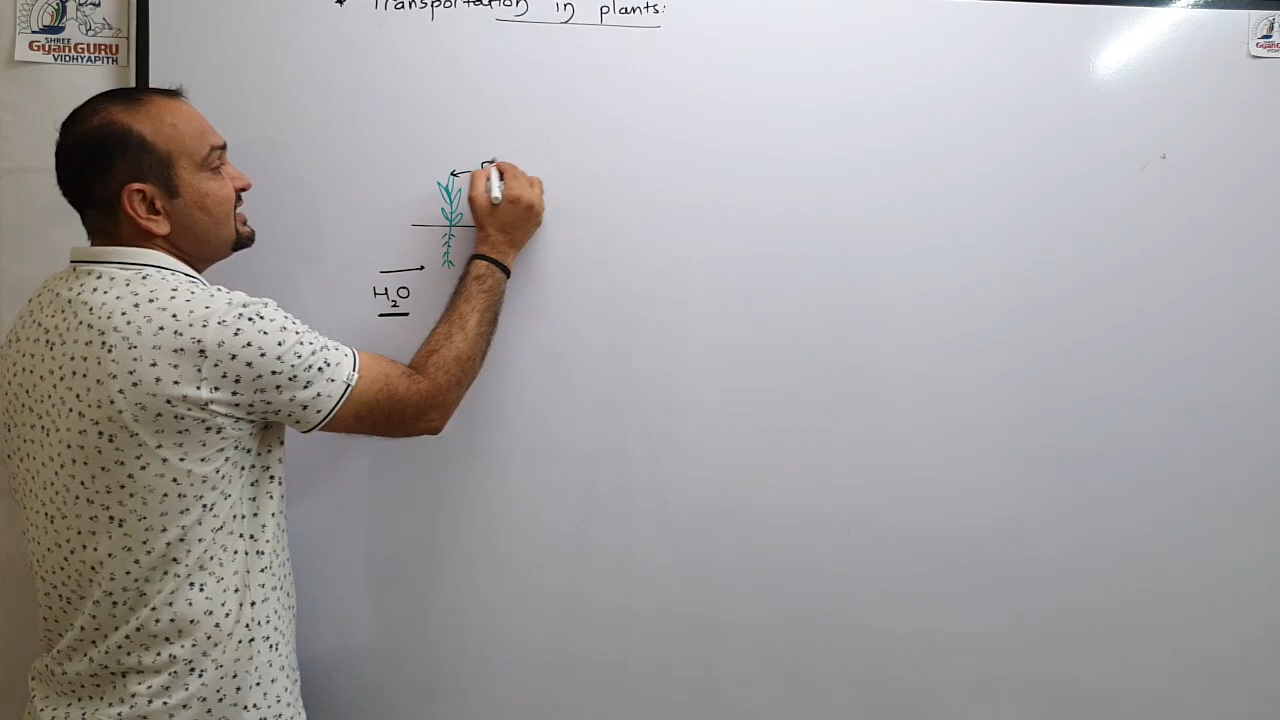 SHREE
GyanGURU
VIDHYAPITH
* Transportation in plants:
H₂O